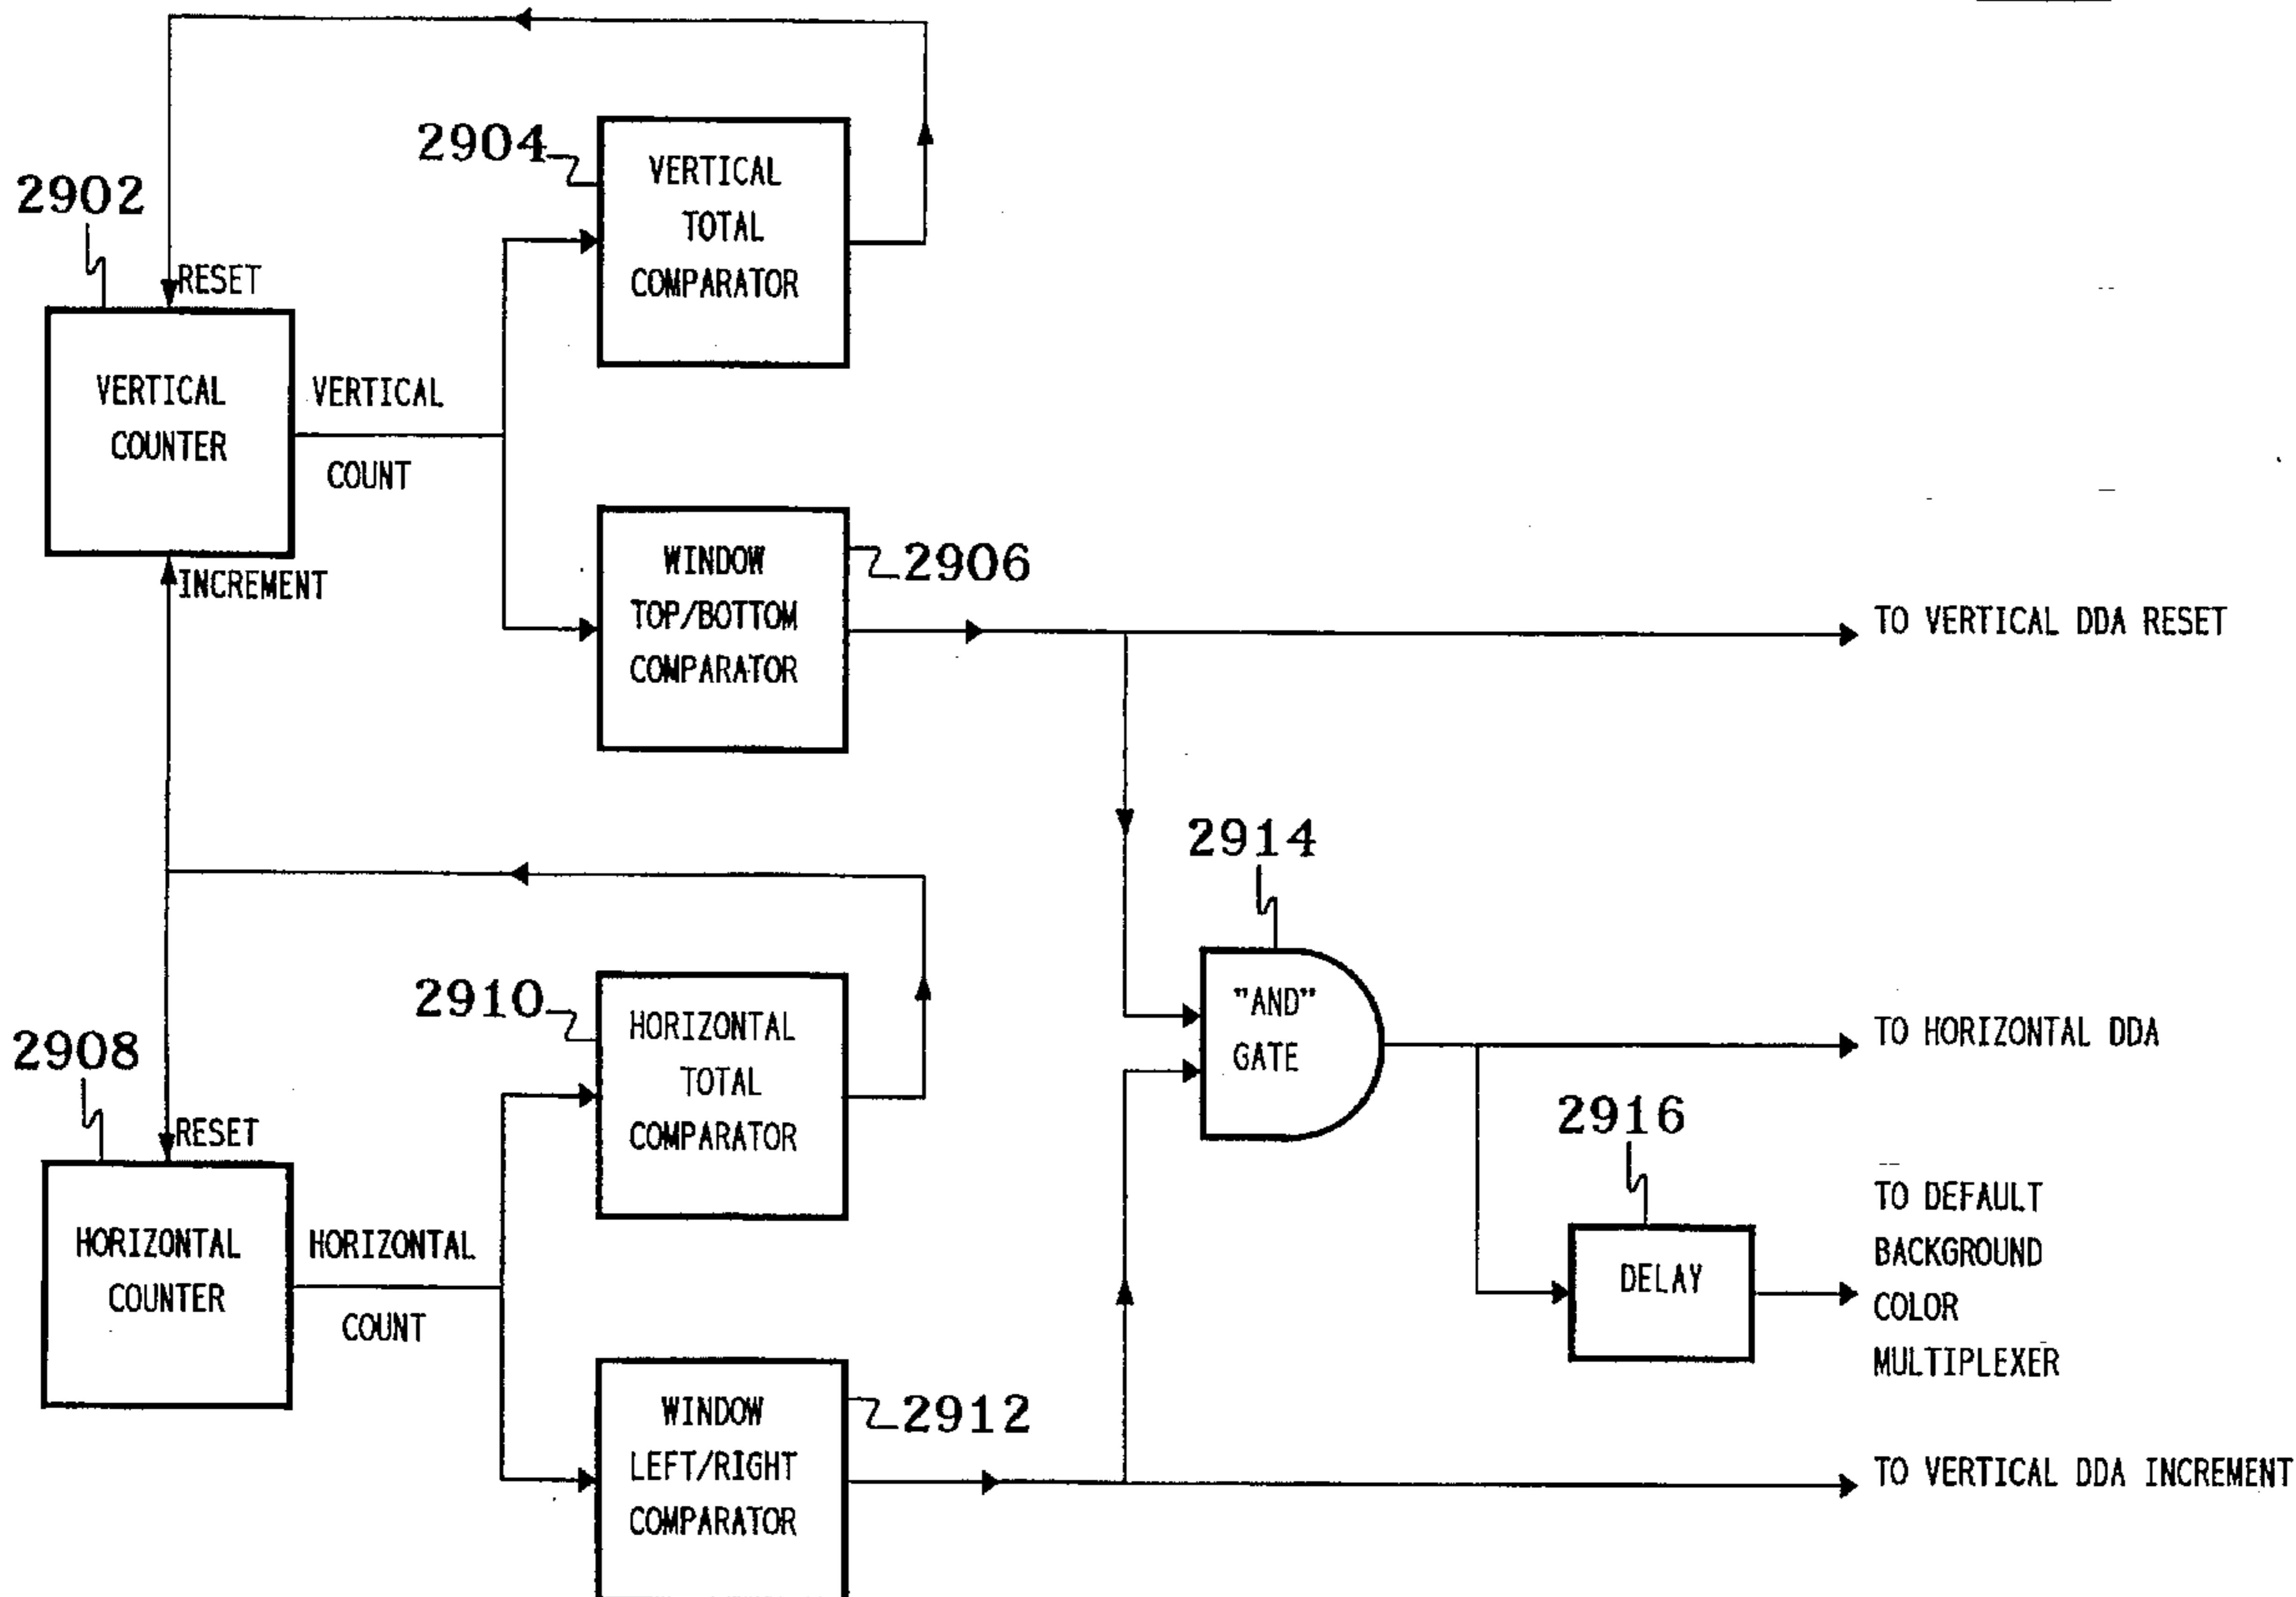 2902
RESET
VERTICAL
COUNTER
INCREMENT
VERTICAL
COUNT
2904
VERTICAL
TOTAL
COMPARATOR
2906
WINDOW
TOP/BOTTOM
COMPARATOR
TO VERTICAL DDA RESET
2908
RESET
HORIZONTAL
COUNTER
HORIZONTAL
COUNT
2910
HORIZONTAL
TOTAL
COMPARATOR
2912
WINDOW
LEFT/RIGHT
COMPARATOR
2914
"AND"
GATE
TO HORIZONTAL DDA
2916
DELAY
TO DEFAULT
BACKGROUND
COLOR
MULTIPLEXER
TO VERTICAL DDA INCREMENT